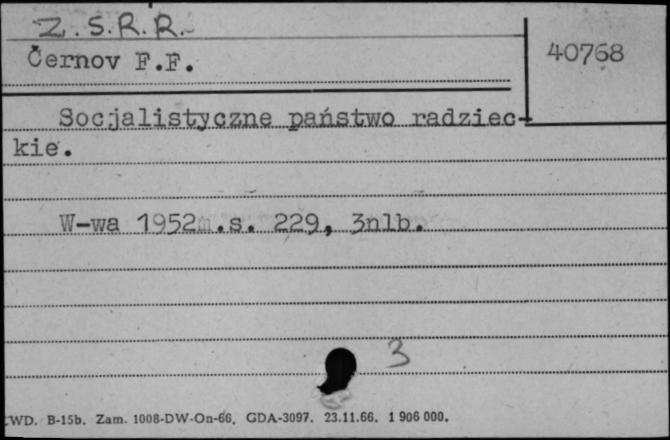 Z.S.R.R.
Černov F.F.
40768
Socjalistyczne państwo radziec-
kie.
W-wa 1952.s. 229, 3nlb.
3
WD. B-15b. Zam. 1008-DW-On-66. GDA-3097. 23.11.66. 1 906 000.